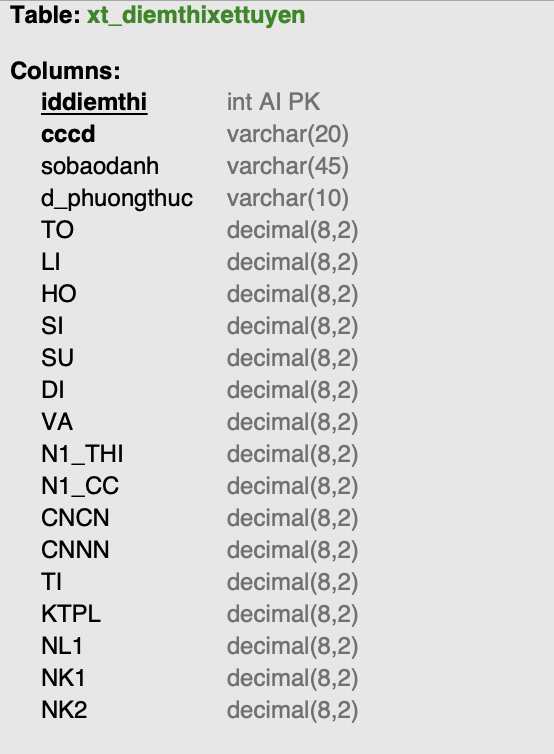 Table: xt_diemthixettuyen
Columns:
iddiemthi int AI PK
cccd varchar(20)
sobaodanh varchar(45)
d_phuongthuc varchar(10)
TO decimal(8,2)
LI decimal(8,2)
HO decimal(8,2)
SI decimal(8,2)
SU decimal(8,2)
DI decimal(8,2)
VA decimal(8,2)
N1_THI decimal(8,2)
N1_CC decimal(8,2)
CNCN decimal(8,2)
CNNN decimal(8,2)
TI decimal(8,2)
KTPL decimal(8,2)
NL1 decimal(8,2)
NK1 decimal(8,2)
NK2 decimal(8,2)